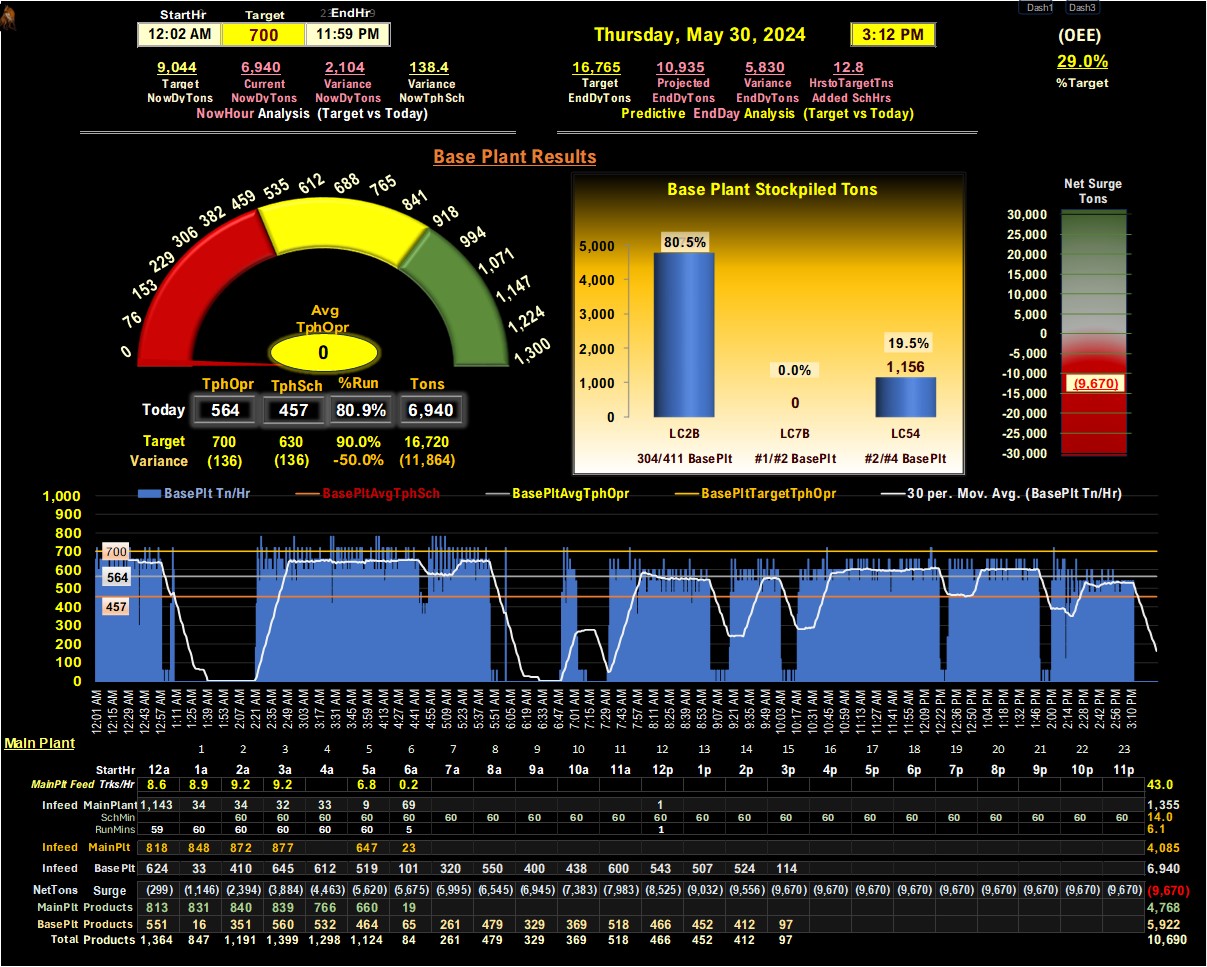 Dash1 Dash3
StartHr Target EndHr
12:02 AM 700 11:59 PM
Thursday, May 30, 2024 3:12 PM
(OEE)
29.0%
%Target
9,044 6,940 2,104 138.4
Target Current Variance Variance
NowDyTons NowDyTons NowDyTons NowTphSch
NowHour Analysis (Target vs Today)
16,765 10,935 5,830 12.8
Target Projected Variance HrstoTargetTns
EndDyTons EndDyTons EndDyTons Added SchHrs
Predictive EndDay Analysis (Target vs Today)
Base Plant Results
0 76 153 229 306 382 459 535 612 688 765 841 918 994 1,071 1,147 1,224 1,300
Avg
TphOpr
0
TphOpr TphSch %Run Tons
Today 564 457 80.9% 6,940
Target 700 630 90.0% 16,720
Variance (136) (136) -50.0% (11,864)
Base Plant Stockpiled Tons
5,000
4,000
3,000
2,000
1,000
0
80.5%
0.0%
0
19.5%
1,156
LC2B LC7B LC54
304/411 BasePlt #1/#2 BasePlt #2/#4 BasePlt
Net Surge
Tons
30,000
25,000
20,000
15,000
10,000
5,000
0
-5,000
-10,000
(9,670)
-15,000
-20,000
-25,000
-30,000
BasePlt Tn/Hr BasePltAvgTphSch BasePltAvgTphOpr BasePltTargetTphOpr 30 per. Mov. Avg. (BasePlt Tn/Hr)
1,000
900
800
700
600
500
400
300
200
100
0
700
564
457
12:01 AM 12:15 AM 12:29 AM 12:43 AM 12:57 AM 1:11 AM 1:25 AM 1:39 AM 1:53 AM 2:07 AM 2:21 AM 2:35 AM 2:49 AM 3:03 AM 3:17 AM 3:31 AM 3:45 AM 3:59 AM 4:13 AM 4:27 AM 4:41 AM 4:55 AM 5:09 AM 5:23 AM 5:37 AM 5:51 AM 6:05 AM 6:19 AM 6:33 AM 6:47 AM 7:01 AM 7:15 AM 7:29 AM 7:43 AM 7:57 AM 8:11 AM 8:25 AM 8:39 AM 8:53 AM 9:07 AM 9:21 AM 9:35 AM 9:49 AM 10:03 AM 10:17 AM 10:31 AM 10:45 AM 10:59 AM 11:13 AM 11:27 AM 11:41 AM 11:55 AM 12:09 PM 12:22 PM 12:36 PM 12:50 PM 1:04 PM 1:18 PM 1:32 PM 1:46 PM 2:00 PM 2:14 PM 2:28 PM 2:42 PM 2:56 PM 3:10 PM
Main Plant
1 2 3 4 5 6 7 8 9 10 11 12 13 14 15 16 17 18 19 20 21 22 23
StartHr 12a 1a 2a 3a 4a 5a 6a 7a 8a 9a 10a 11a 12p 1p 2p 3p 4p 5p 6p 7p 8p 9p 10p 11p
MainPlt Feed Trks/Hr 8.6 8.9 9.2 9.2 6.8 0.2 43.0
Infeed MainPlant 1,143 34 34 32 33 9 69 1 1,355
SchMin 60 60 60 60 60 60 60 60 60 60 60 60 60 60 60 60 60 60 60 60 60 60 14.0
RunMins 59 60 60 60 60 60 5 1 6.1
Infeed MainPlt 818 848 872 877 647 23 4,085
Infeed Base Plt 624 33 410 645 612 519 101 320 550 400 438 600 543 507 524 114 6,940
NetTons Surge (299) (1,146) (2,394) (3,884) (4,463) (5,620) (5,675) (5,995) (6,545) (6,945) (7,383) (7,983) (8,525) (9,032) (9,556) (9,670) (9,670) (9,670) (9,670) (9,670) (9,670) (9,670) (9,670) (9,670) (9,670)
MainPlt Products 813 831 840 839 766 660 19 4,768
BasePlt Products 551 16 351 560 532 464 65 261 479 329 369 518 466 452 412 97 5,922
Total Products 1,364 847 1,191 1,399 1,298 1,124 84 261 479 329 369 518 466 452 412 97 10,690